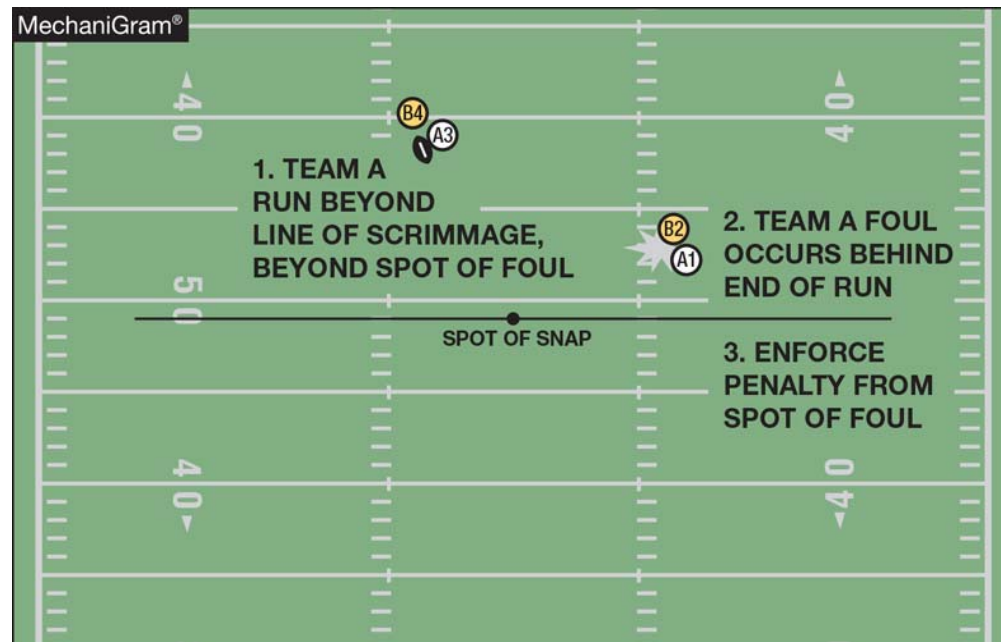 MechaniGram®
◄40
40►
B4
A3
1. TEAM A
RUN BEYOND
LINE OF SCRIMMAGE,
BEYOND SPOT OF FOUL
B2
A1
2. TEAM A FOUL
OCCURS BEHIND
END OF RUN
50
SPOT OF SNAP
3. ENFORCE
PENALTY FROM
SPOT OF FOUL
40►
◄40